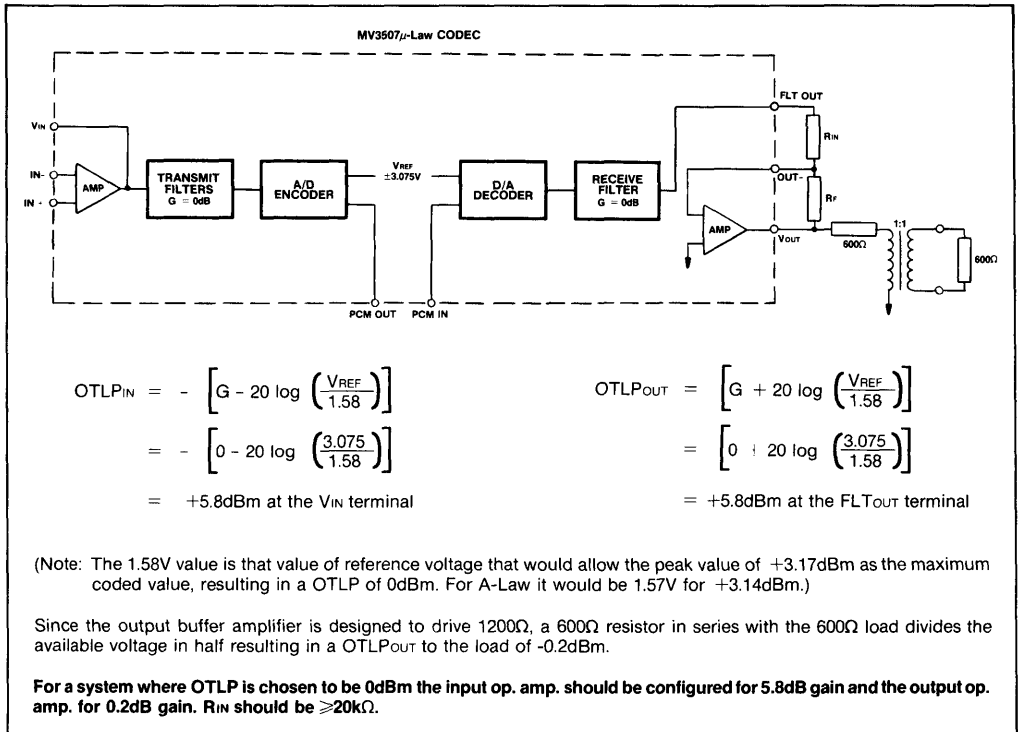 MV3507μ-Law CODEC
FLT OUT
VIN
RIN
IN-
IN +
AMP
TRANSMIT
FILTERS
G = 0dB
A/D
ENCODER
VREF
±3.075V
D/A
DECODER
RECEIVE
FILTER
G = 0dB
OUT-
RF
AMP
VOUT
600Ω
1:1
600Ω
PCM OUT
PCM IN
OTLPIN = - [G - 20 log (VREF/1.58)]
= - [0 - 20 log (3.075/1.58)]
= +5.8dBm at the VIN terminal
OTLPOUT = [G + 20 log (VREF/1.58)]
= [0 + 20 log (3.075/1.58)]
= +5.8dBm at the FLTOUT terminal
(Note: The 1.58V value is that value of reference voltage that would allow the peak value of +3.17dBm as the maximum
coded value, resulting in a OTLP of 0dBm. For A-Law it would be 1.57V for +3.14dBm.)
Since the output buffer amplifier is designed to drive 1200Ω, a 600Ω resistor in series with the 600Ω load divides the
available voltage in half resulting in a OTLPOUT to the load of -0.2dBm.
For a system where OTLP is chosen to be 0dBm the input op. amp. should be configured for 5.8dB gain and the output op.
amp. for 0.2dB gain. RIN should be ⩾20kΩ.